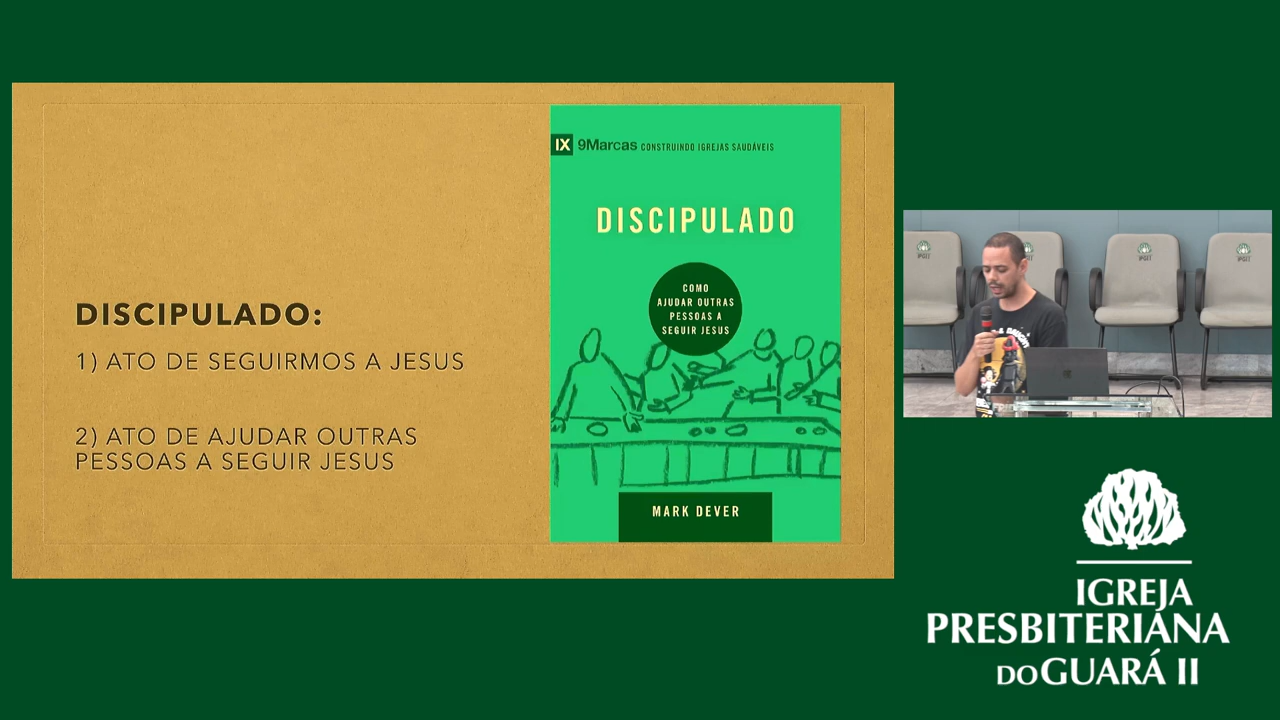 DISCIPULADO:
1) ATO DE SEGUIRMOS A JESUS
2) ATO DE AJUDAR OUTRAS
PESSOAS A SEGUIR JESUS
IX 9Marcas CONSTRUINDO IGREJAS SAUDÁVEIS
DISCIPULADO
COMO
AJUDAR OUTRAS
PESSOAS A
SEGUIR JESUS
MARK DEVER
IGREJA
PRESBITERIANA
DO GUARÁ II